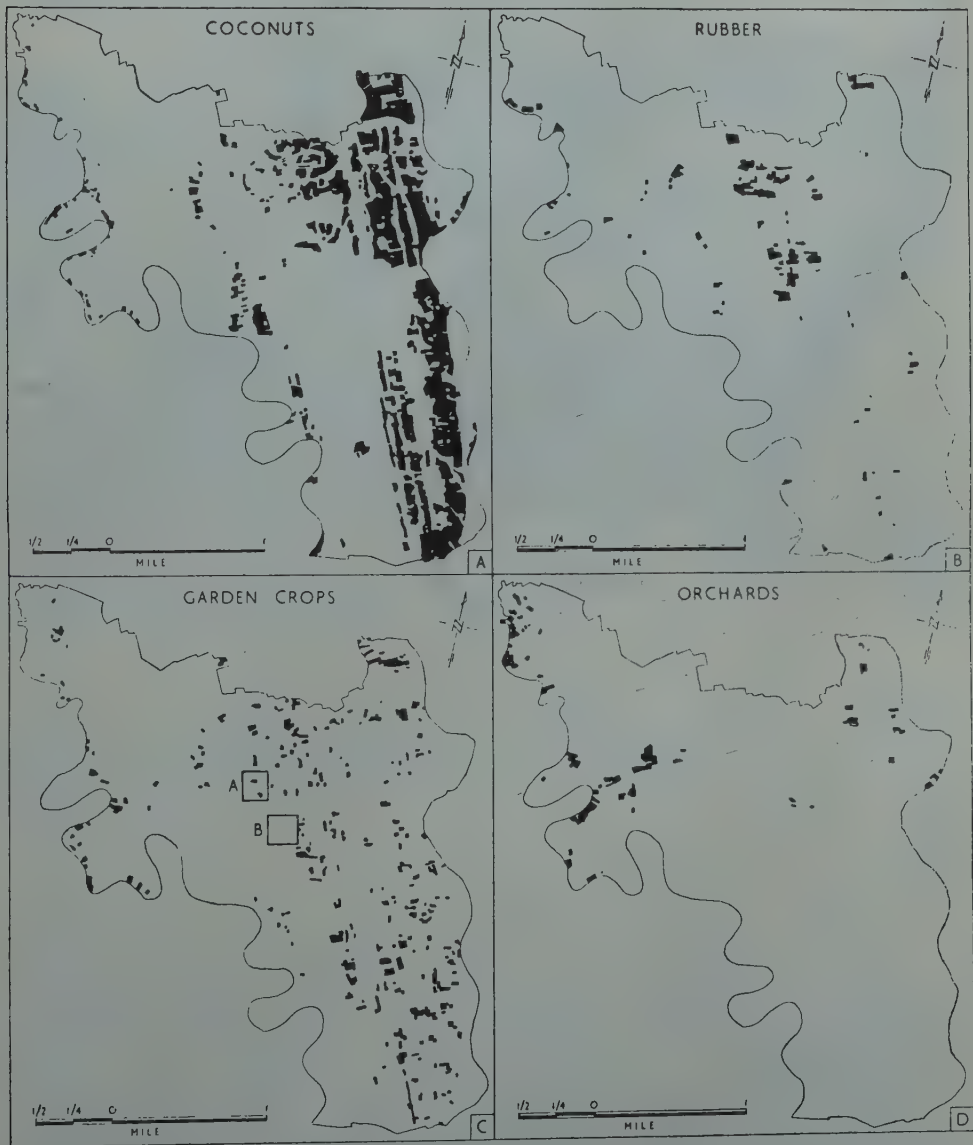 COCONUTS
N
1/2 1/4 0 1
MILE
A
RUBBER
N
1/2 1/4 0 1
MILE
B
GARDEN CROPS
N
A
B
1/2 1/4 0 1
MILE
C
ORCHARDS
N
1/2 1/4 0 1
MILE
D